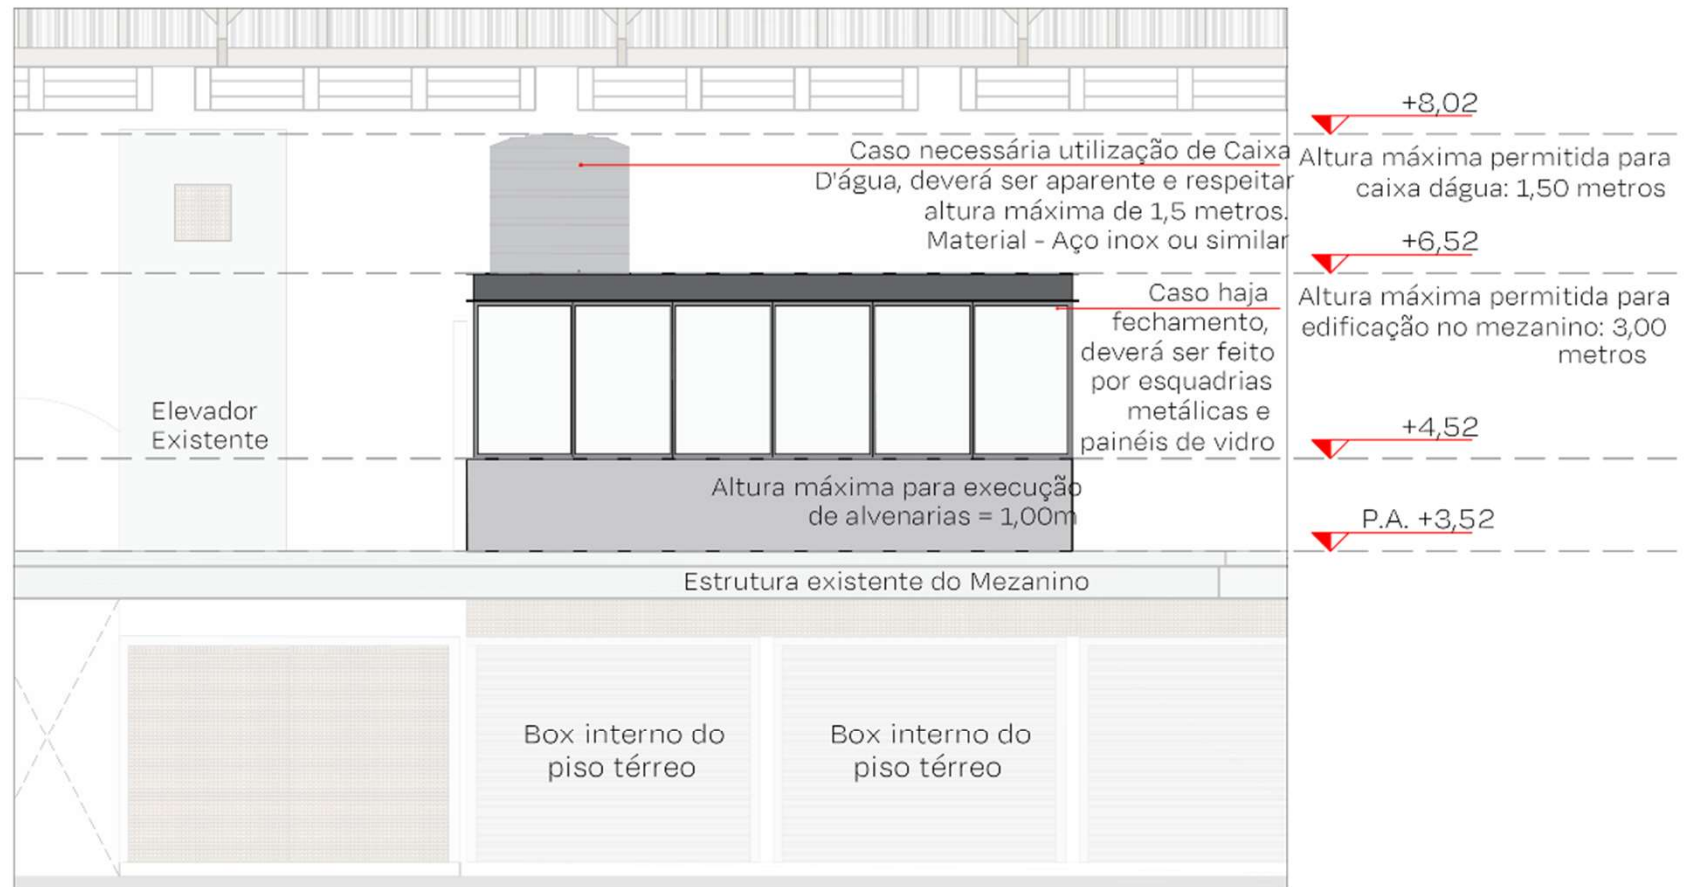 +8,02
Caso necessária utilização de Caixa
D'água, deverá ser aparente e respeitar
altura máxima de 1,5 metros.
Material - Aço inox ou similar
Altura máxima permitida para
caixa dágua: 1,50 metros
+6,52
Caso haja
fechamento,
deverá ser feito
por esquadrias
metálicas e
painéis de vidro
Altura máxima permitida para
edificação no mezanino: 3,00
metros
Elevador
Existente
+4,52
Altura máxima para execução
de alvenarias = 1,00m
P.A. +3,52
Estrutura existente do Mezanino
Box interno do
piso térreo
Box interno do
piso térreo